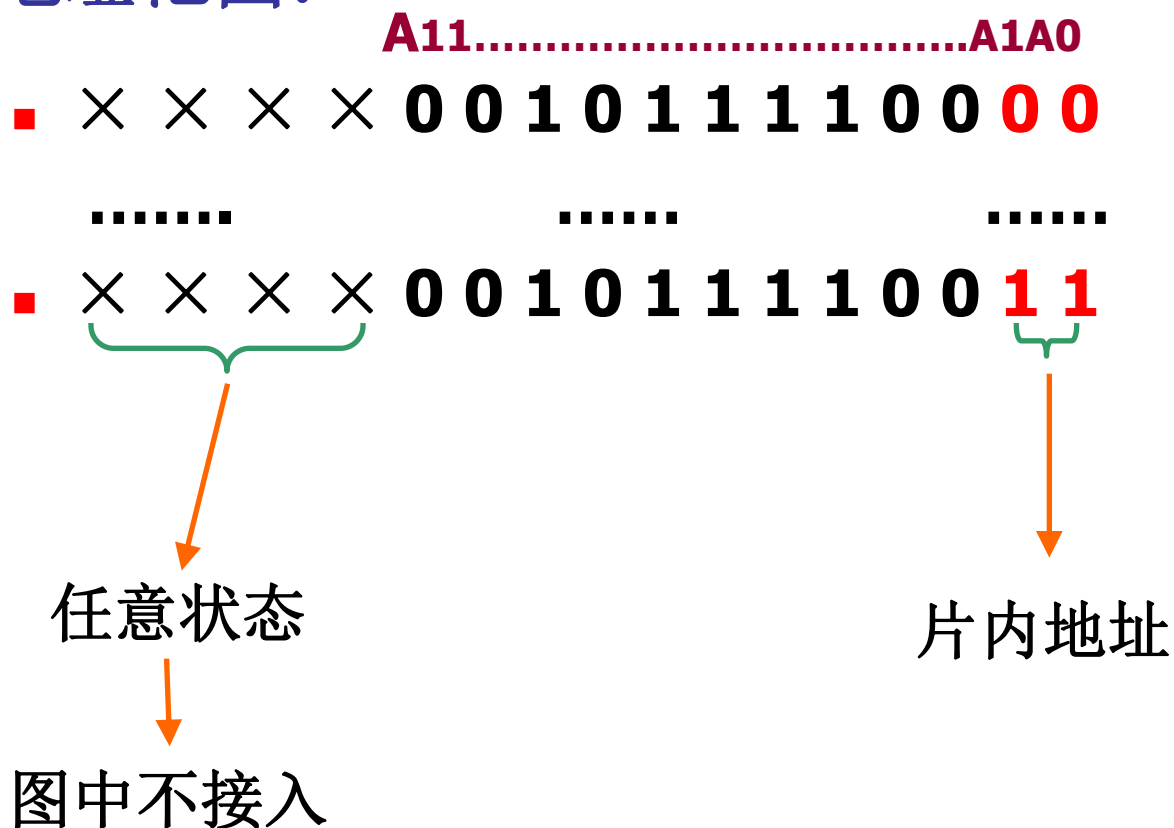 范围:
A11...................................A1A0
▪ × × × × 0 0 1 0 1 1 1 1 0 0 0 0
....... ...... ......
▪ × × × × 0 0 1 0 1 1 1 1 0 0 1 1
任意状态
片内地址
图中不接入